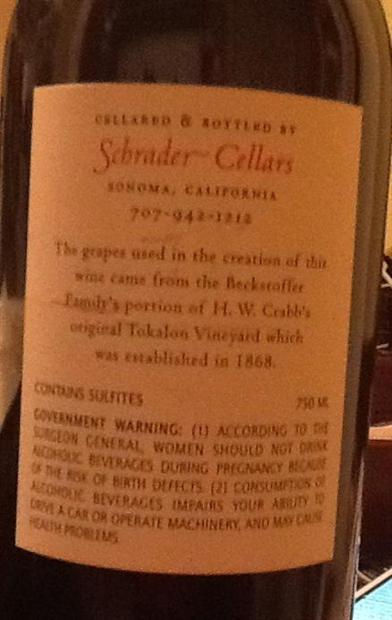 CELLARED & BOTTLED BY
Schrader Cellars
SONOMA, CALIFORNIA
707-942-1212
The grapes used in the creation of this
wine came from the Beckstoffer
Family's portion of H. W. Crabb's
original Tokalon Vineyard which
was established in 1868.
CONTAINS SULFITES 750 ML
GOVERNMENT WARNING: (1) ACCORDING TO THE
SURGEON GENERAL, WOMEN SHOULD NOT DRINK
ALCOHOLIC BEVERAGES DURING PREGNANCY BECAUSE
OF THE RISK OF BIRTH DEFECTS. (2) CONSUMPTION OF
ALCOHOLIC BEVERAGES IMPAIRS YOUR ABILITY TO
DRIVE A CAR OR OPERATE MACHINERY, AND MAY CAUSE
HEALTH PROBLEMS.